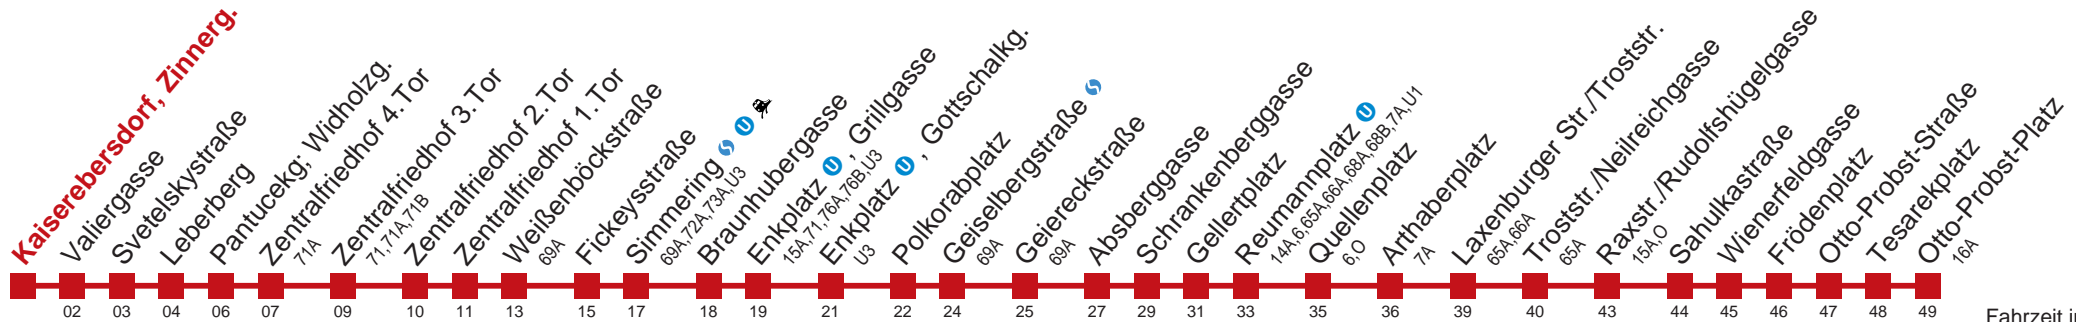 Kaiserebersdorf, Zinnerg.
Valiergasse
Svetelskystraße
Leberberg
Pantucekg; Widholzg.
Zentralfriedhof 4.Tor
71A
Zentralfriedhof 3.Tor
71,71A,71B
Zentralfriedhof 2.Tor
Zentralfriedhof 1.Tor
Weißenböckstraße
69A
Fickeysstraße
Simmering S U
69A,72A,73A,U3
Braunhubergasse
Enkplatz U , Grillgasse
15A,71,76A,76B,U3
Enkplatz U , Gottschalkg.
U3
Polkorabplatz
Geiselbergstraße S
69A
Geiereckstraße
69A
Absberggasse
Schrankenberggasse
Gellertplatz
Reumannplatz U
14A,6,65A,66A,68A,68B,7A,U1
Quellenplatz
6,O
Arthaberplatz
7A
Laxenburger Str./Troststr.
65A,66A
Troststr./Neilreichgasse
65A
Raxstr./Rudolfshügelgasse
15A,O
Sahulkastraße
Wienerfeldgasse
Frödenplatz
Otto-Probst-Straße
Tesarekplatz
Otto-Probst-Platz
16A
02 03 04 06 07 09 10 11 13 15 17 18 19 21 22 24 25 27 29 31 33 35 36 39 40 43 44 45 46 47 48 49
Fahrzeit i